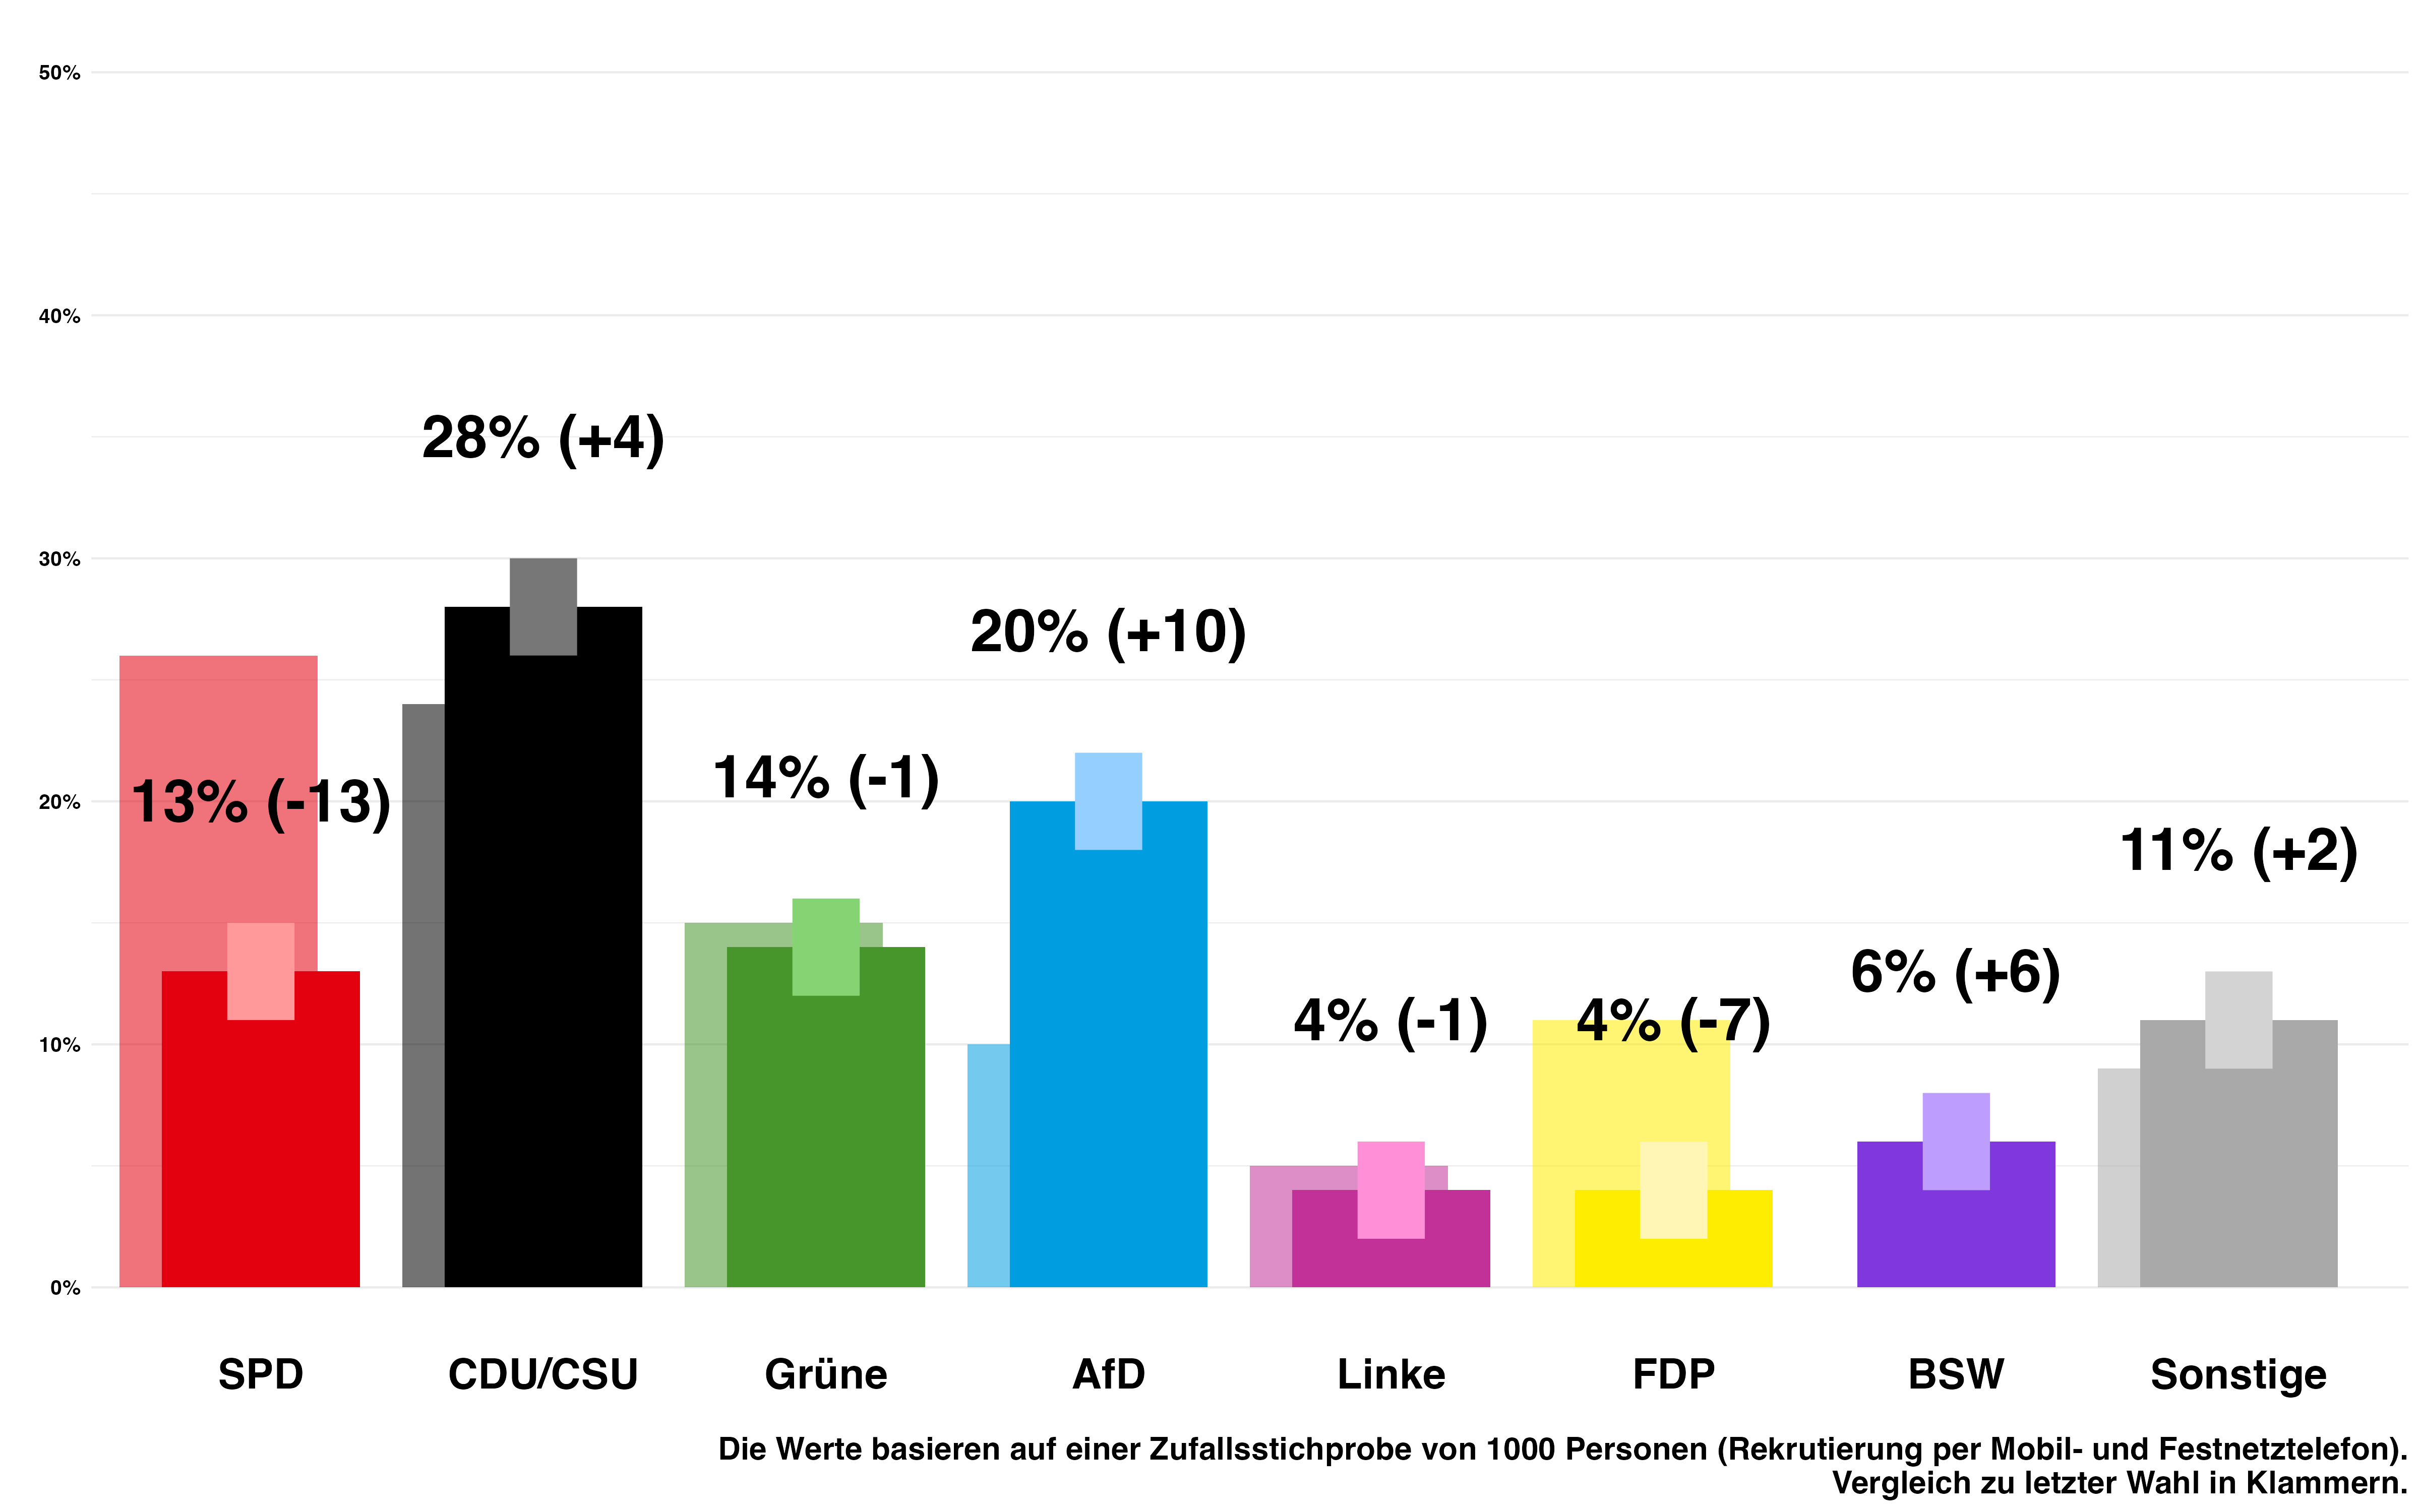 50%
40%
30%
20%
10%
0%
13% (-13)
28% (+4)
14% (-1)
20% (+10)
4% (-1)
4% (-7)
6% (+6)
11% (+2)
SPD
CDU/CSU
Grüne
AfD
Linke
FDP
BSW
Sonstige
Die Werte basieren auf einer Zufallsstichprobe von 1000 Personen (Rekrutierung per Mobil- und Festnetztelefon).
Vergleich zu letzter Wahl in Klammern.